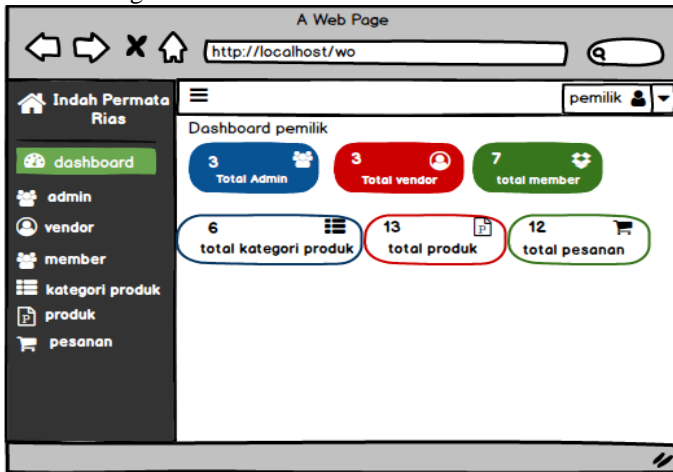 A Web Page
http://localhost/wo
Indah Permata
Rias
pemilik
Dashboard pemilik
dashboard
admin
vendor
member
kategori produk
produk
pesanan
3
Total Admin
3
Total vendor
7
total member
6
total kategori produk
13
total produk
12
total pesanan